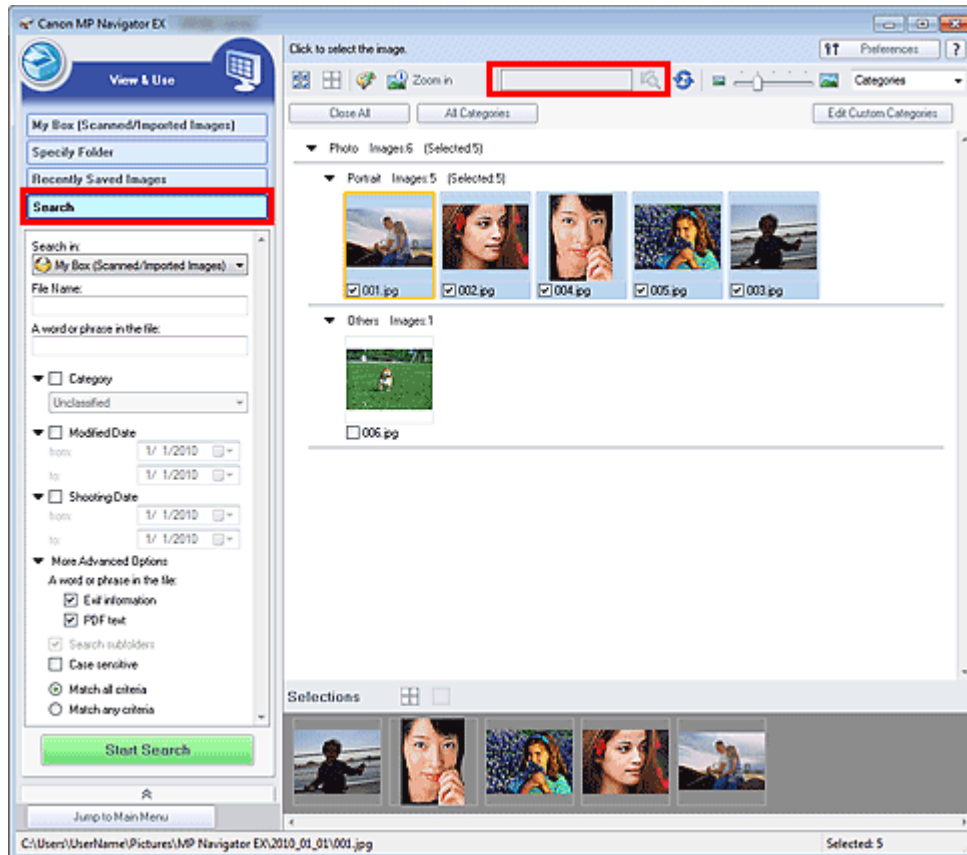 Canon MP Navigator EX
Click to select the image.
Preferences
?
View & Use
Zoom in
Categories
Close All
All Categories
Edit Custom Categories
My Box (Scanned/Imported Images)
Specify Folder
Recently Saved Images
Search
Photo Images:6 (Selected:5)
Portrait Images:5 (Selected:5)
001.jpg
002.jpg
004.jpg
005.jpg
003.jpg
Others Images:1
006.jpg
Search in:
My Box (Scanned/Imported Images)
File Name:
A word or phrase in the file:
Category
Unclassified
Modified Date
from: 1/ 1/2010
to: 1/ 1/2010
Shooting Date
from: 1/ 1/2010
to: 1/ 1/2010
More Advanced Options
A word or phrase in the file:
Exif information
PDF text
Search subfolders
Case sensitive
Match all criteria
Match any criteria
Start Search
Jump to Main Menu
Selections
C:\Users\UserName\Pictures\MP Navigator EX\2010_01_01\001.jpg
Selected: 5